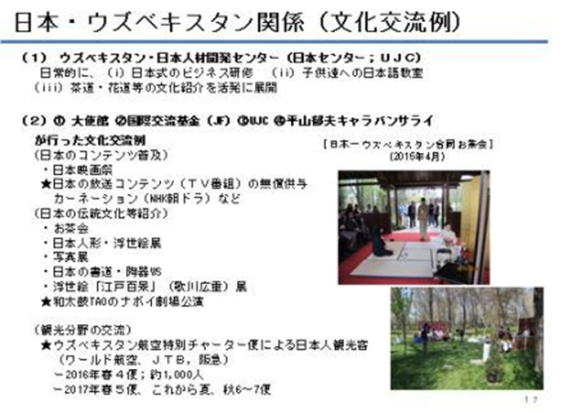 日本・ウズベキスタン関係（文化交流例）
（１） ウズベキスタン・日本人材開発センター（日本センター；ＵＪＣ）
日常的に、（ⅰ）日本式のビジネス研修 （ⅱ）子供達への日本語教室
（ⅲ）茶道・花道等の文化紹介を活発に展開
（２）① 大使館 ②国際交流基金（JF）③UJC ④平山郁夫キャラバンサライ
が行った文化交流例
（日本のコンテンツ普及）
・日本映画祭
★日本の放送コンテンツ（ＴＶ番組）の無償供与
カーネーション（NHK朝ドラ）など
（日本の伝統文化等紹介）
・お茶会
・日本人形・浮世絵展
・写真展
・日本の書道・陶器WS
・浮世絵「江戸百景」（歌川広重）展
★和太鼓TAOのナボイ劇場公演
（観光分野の交流）
★ウズベキスタン航空特別チャーター便による日本人観光客
（ワールド航空、ＪＴＢ，阪急）
－2016年春４便；約1,000人
－2017年春５便、これから夏、秋6～7便
［日本－ウズベキスタン合同お茶会］
（2016年4月）
１７